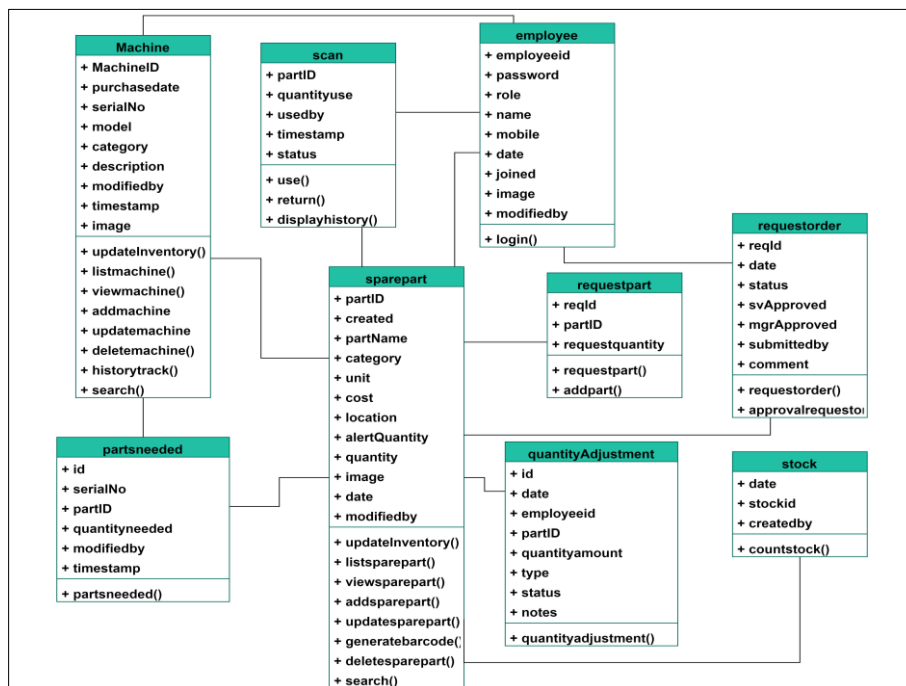 Machine
+ MachineID
+ purchasedate
+ serialNo
+ model
+ category
+ description
+ modifiedby
+ timestamp
+ image
+ updateInventory()
+ listmachine()
+ viewmachine()
+ addmachine
+ updatemachine
+ deletemachine()
+ historytrack()
+ search()
scan
+ partID
+ quantityuse
+ usedby
+ timestamp
+ status
+ use()
+ return()
+ displayhistory()
employee
+ employeeid
+ password
+ role
+ name
+ mobile
+ date
+ joined
+ image
+ modifiedby
+ login()
requestorder
+ reqId
+ date
+ status
+ svApproved
+ mgrApproved
+ submittedby
+ comment
+ requestorder()
+ approvalrequestor
sparepart
+ partID
+ created
+ partName
+ category
+ unit
+ cost
+ location
+ alertQuantity
+ quantity
+ image
+ date
+ modifiedby
+ updateInventory()
+ listsparepart()
+ viewsparepart()
+ addsparepart()
+ updatesparepart()
+ generatebarcode()
+ deletesparepart()
+ search()
requestpart
+ reqId
+ partID
+ requestquantity
+ requestpart()
+ addpart()
partsneeded
+ id
+ serialNo
+ partID
+ quantityneeded
+ modifiedby
+ timestamp
+ partsneeded()
quantityAdjustment
+ id
+ date
+ employeeid
+ partID
+ quantityamount
+ type
+ status
+ notes
+ quantityadjustment()
stock
+ date
+ stockid
+ createdby
+ countstock()